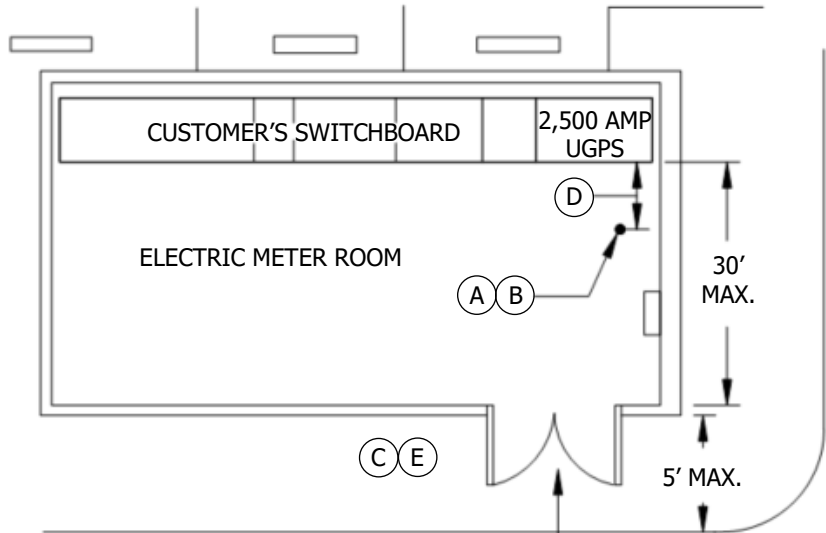 CUSTOMER'S SWITCHBOARD
2,500 AMP
UGPS
D
ELECTRIC METER ROOM
A B
30′
MAX.
C E
5′ MAX.